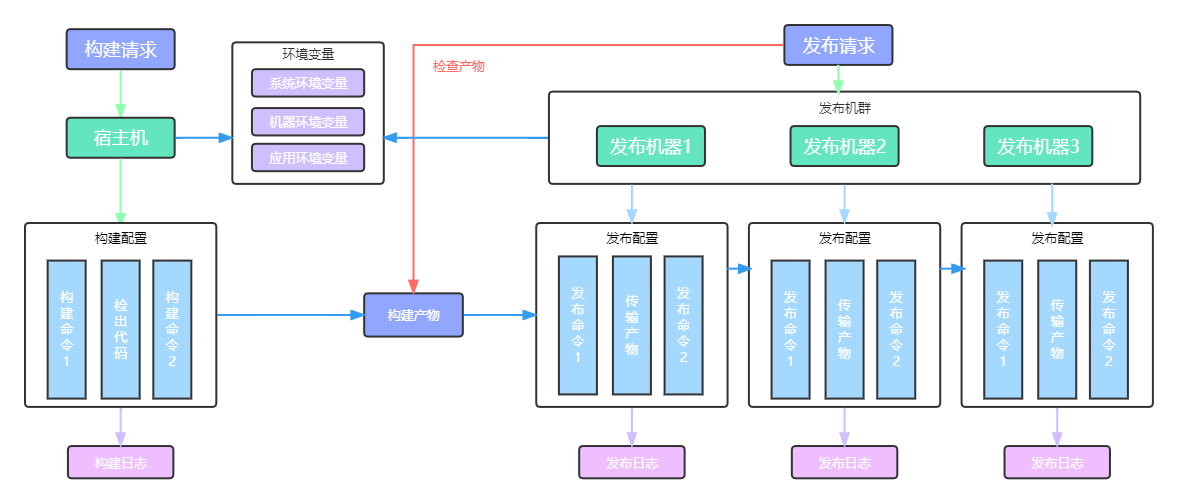 构建请求
环境变量
发布请求
检查产物
系统环境变量
机器环境变量
应用环境变量
宿主机
发布机群
发布机器1
发布机器2
发布机器3
构建配置
构建命令1
检出代码
构建命令2
构建产物
发布配置
发布命令1
传输产物
发布命令2
发布配置
发布命令1
传输产物
发布命令2
发布配置
发布命令1
传输产物
发布命令2
构建日志
发布日志
发布日志
发布日志